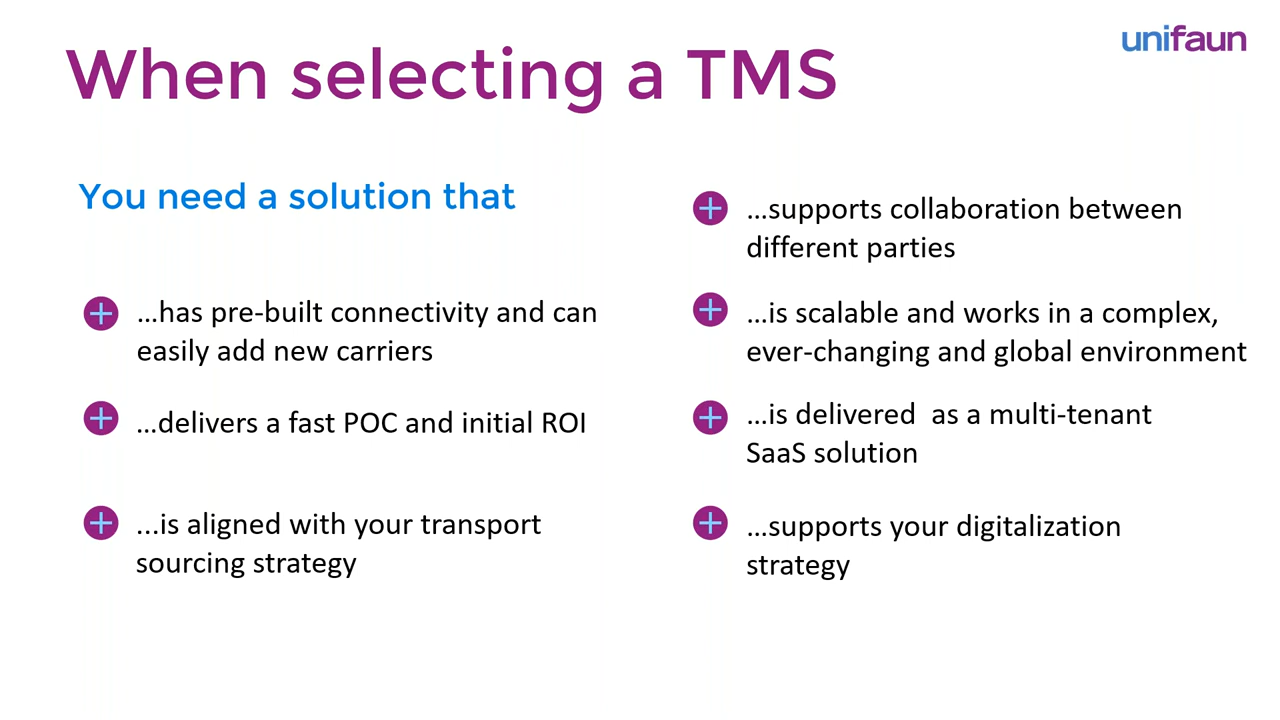 When selecting a TMS
unifaun
You need a solution that
...has pre-built connectivity and can
easily add new carriers
...delivers a fast POC and initial ROI
...is aligned with your transport
sourcing strategy
...supports collaboration between
different parties
...is scalable and works in a complex,
ever-changing and global environment
...is delivered  as a multi-tenant
SaaS solution
...supports your digitalization
strategy